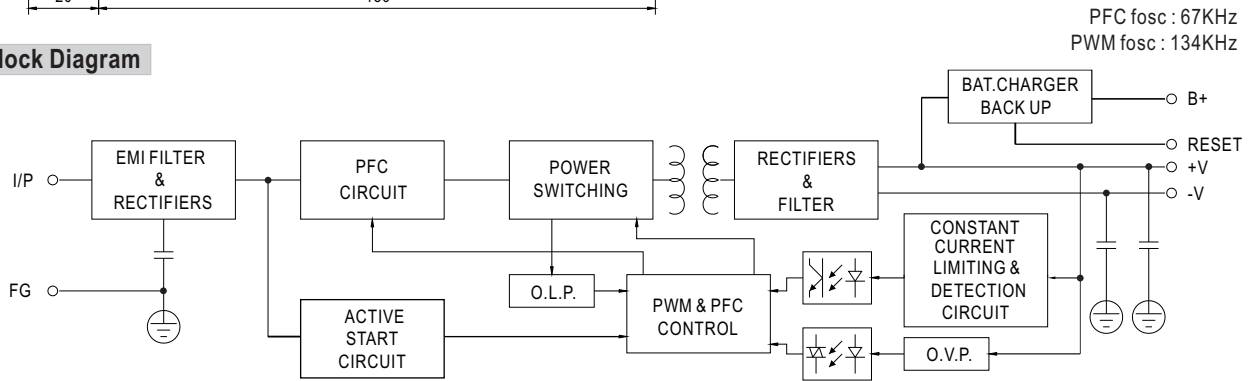 PFC fosc : 67KHz
PWM fosc : 134KHz
lock Diagram
BAT.CHARGER
BACK UP
B+
RESET
+V
-V
I/P
EMI FILTER
&
RECTIFIERS
PFC
CIRCUIT
POWER
SWITCHING
RECTIFIERS
&
FILTER
FG
O.L.P.
PWM & PFC
CONTROL
CONSTANT
CURRENT
LIMITING &
DETECTION
CIRCUIT
ACTIVE
START
CIRCUIT
O.V.P.